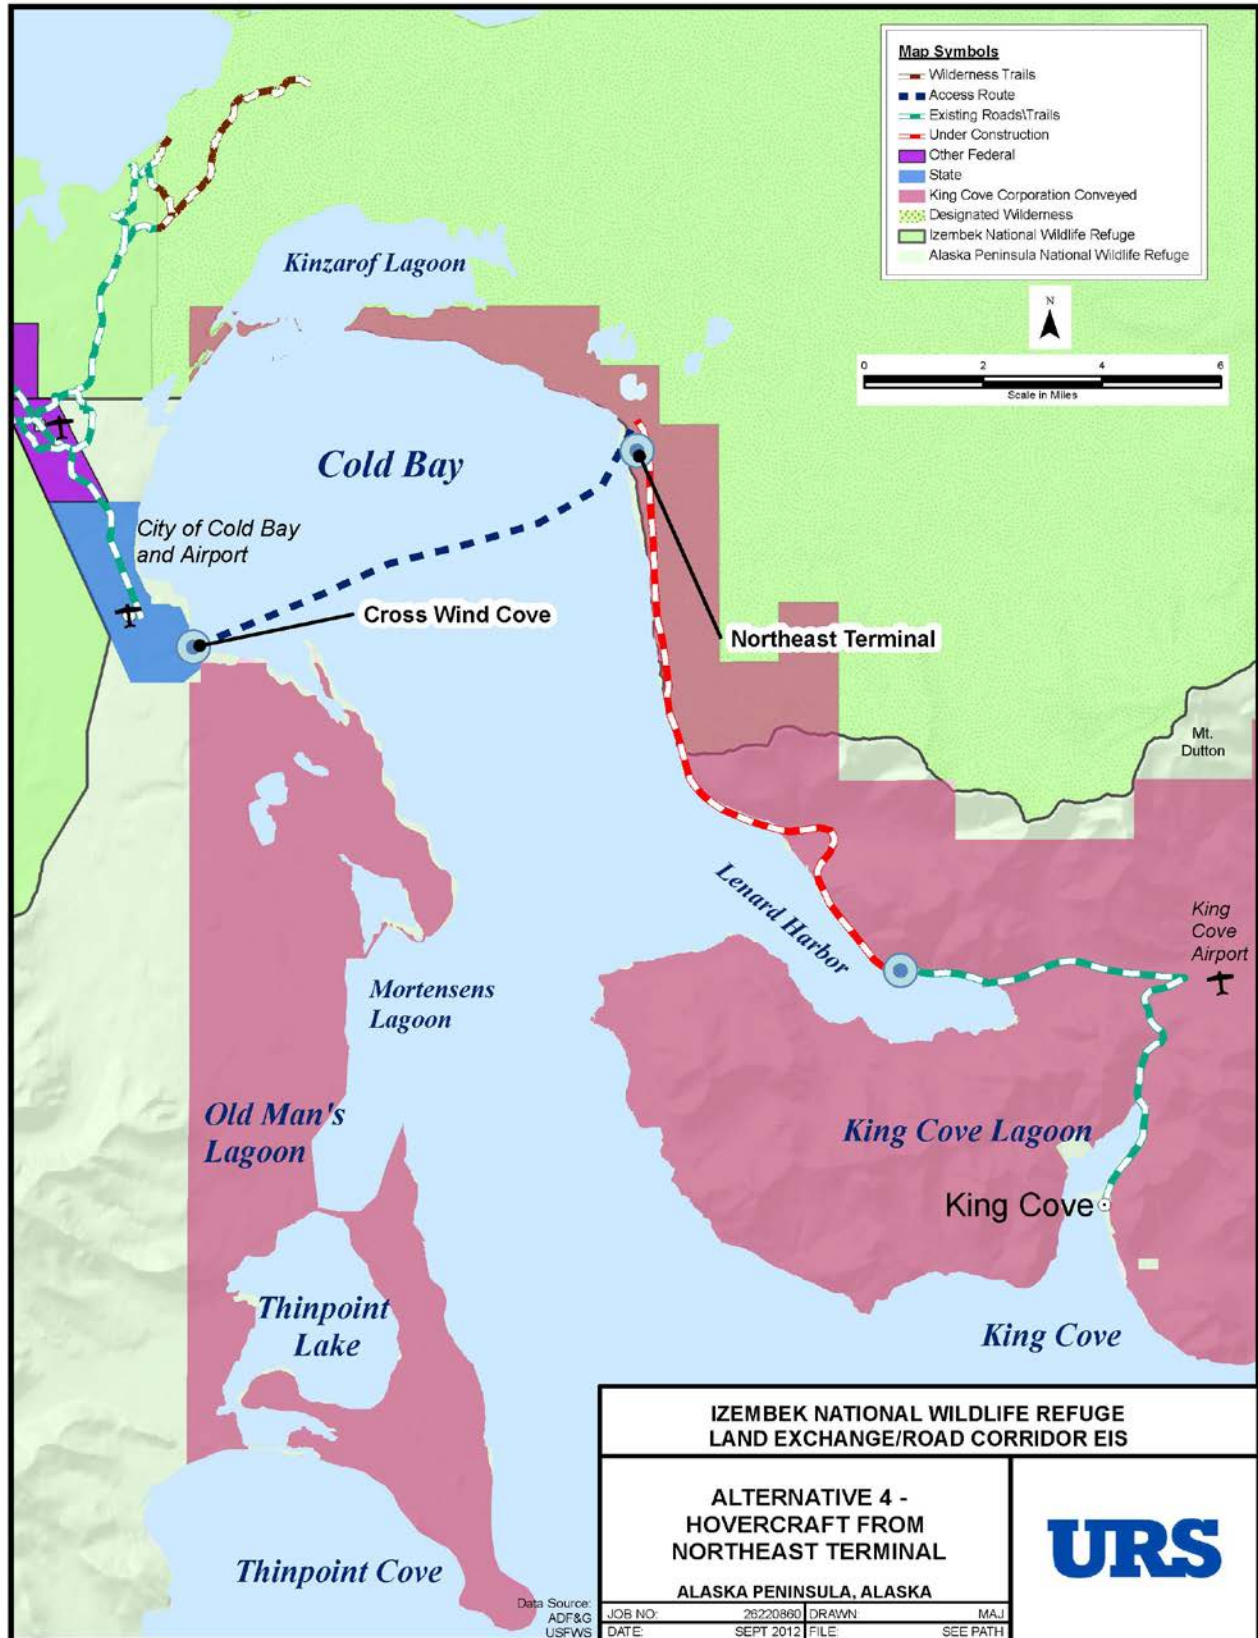 Map Symbols
Wilderness Trails
Access Route
Existing Roads\Trails
Under Construction
Other Federal
State
King Cove Corporation Conveyed
Designated Wilderness
Izembek National Wildlife Refuge
Alaska Peninsula National Wildlife Refuge
N
0 2 4 6
Scale in Miles
Kinzarof Lagoon
Cold Bay
City of Cold Bay
and Airport
Cross Wind Cove
Northeast Terminal
Mt.
Dutton
Lenard Harbor
King
Cove
Airport
Mortensens
Lagoon
Old Man's
Lagoon
King Cove Lagoon
King Cove
Thinpoint
Lake
King Cove
Thinpoint Cove
Data Source:
ADF&G
USFWS
IZEMBEK NATIONAL WILDLIFE REFUGE
LAND EXCHANGE/ROAD CORRIDOR EIS
ALTERNATIVE 4 -
HOVERCRAFT FROM
NORTHEAST TERMINAL
ALASKA PENINSULA, ALASKA
JOB NO: 26220860 DRAWN: MAJ
DATE: SEPT 2012 FILE: SEE PATH
URS